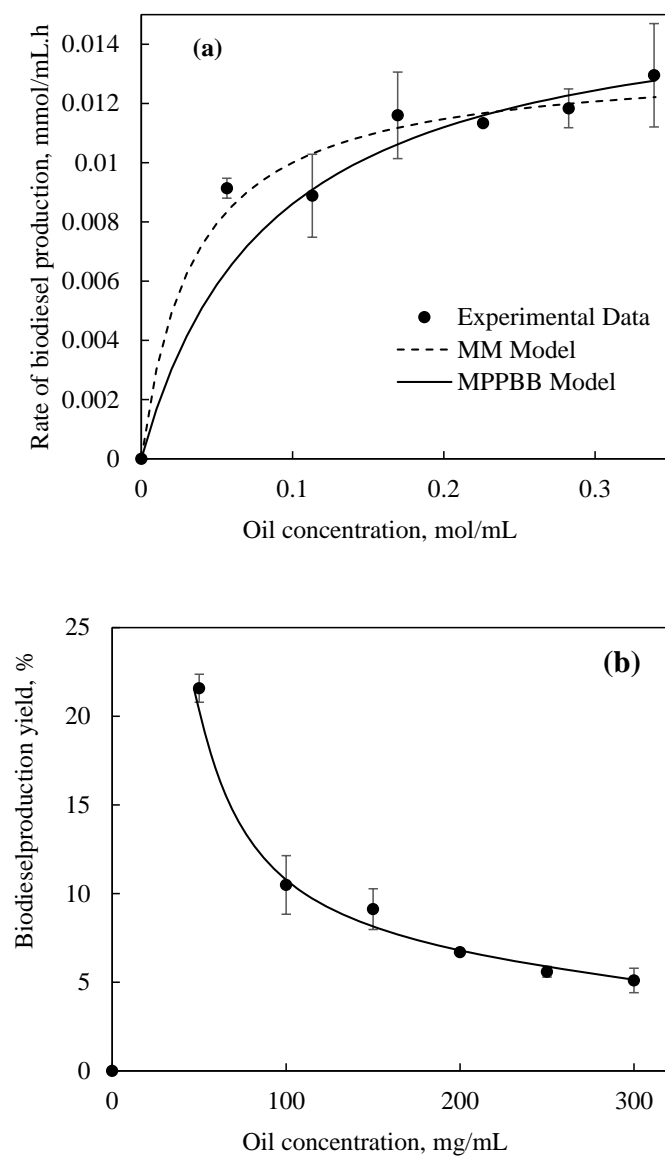 (a)
Rate of biodiesel production, mmol/mL.h
0.014
0.012
0.01
0.008
0.006
0.004
0.002
0
Experimental Data
MM Model
MPPBB Model
0 0.1 0.2 0.3
Oil concentration, mol/mL
(b)
Biodieselproduction yield, %
25
20
15
10
5
0
0 100 200 300
Oil concentration, mg/mL